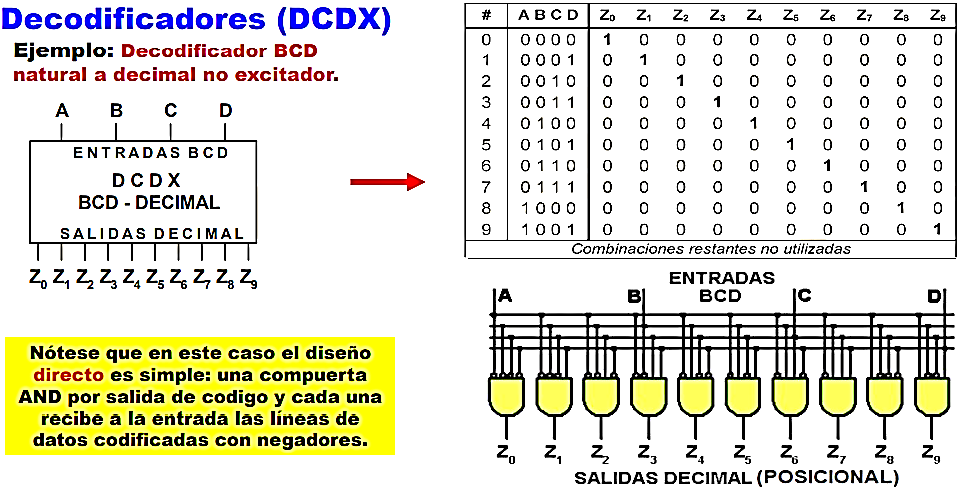 Decodificadores (DCDX)
Ejemplo: Decodificador BCD
natural a decimal no excitador.
A B C D
ENTRADAS BCD
DCDX
BCD - DECIMAL
SALIDAS DECIMAL
Z0 Z1 Z2 Z3 Z4 Z5 Z6 Z7 Z8 Z9
Nótese que en este caso el diseño
directo es simple: una compuerta
AND por salida de codigo y cada una
recibe a la entrada las líneas de
datos codificadas con negadores.
# A B C D Z0 Z1 Z2 Z3 Z4 Z5 Z6 Z7 Z8 Z9
0 0 0 0 0 1 0 0 0 0 0 0 0 0 0
1 0 0 0 1 0 1 0 0 0 0 0 0 0 0
2 0 0 1 0 0 0 1 0 0 0 0 0 0 0
3 0 0 1 1 0 0 0 1 0 0 0 0 0 0
4 0 1 0 0 0 0 0 0 1 0 0 0 0 0
5 0 1 0 1 0 0 0 0 0 1 0 0 0 0
6 0 1 1 0 0 0 0 0 0 0 1 0 0 0
7 0 1 1 1 0 0 0 0 0 0 0 1 0 0
8 1 0 0 0 0 0 0 0 0 0 0 0 1 0
9 1 0 0 1 0 0 0 0 0 0 0 0 0 1
Combinaciones restantes no utilizadas
ENTRADAS
A B BCD C D
Z0 Z1 Z2 Z3 Z4 Z5 Z6 Z7 Z8 Z9
SALIDAS DECIMAL (POSICIONAL)